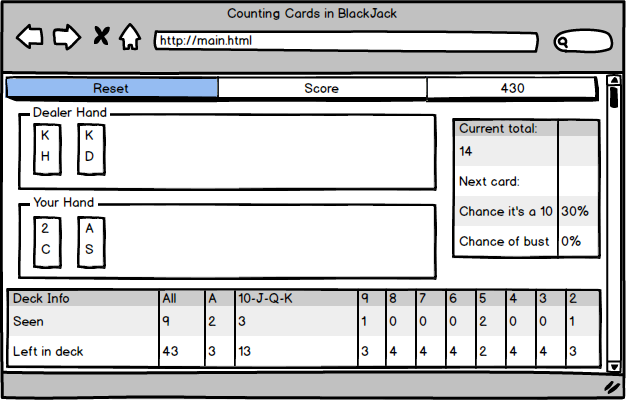 Counting Cards in BlackJack
http://main.html
Reset Score 430
Dealer Hand
K K
H D
Your Hand
2 A
C S
Current total:
14
Next card:
Chance it's a 10 30%
Chance of bust 0%
Deck Info All A 10-J-Q-K 9 8 7 6 5 4 3 2
Seen 9 2 3 1 0 0 0 2 0 0 1
Left in deck 43 3 13 3 4 4 4 2 4 4 3